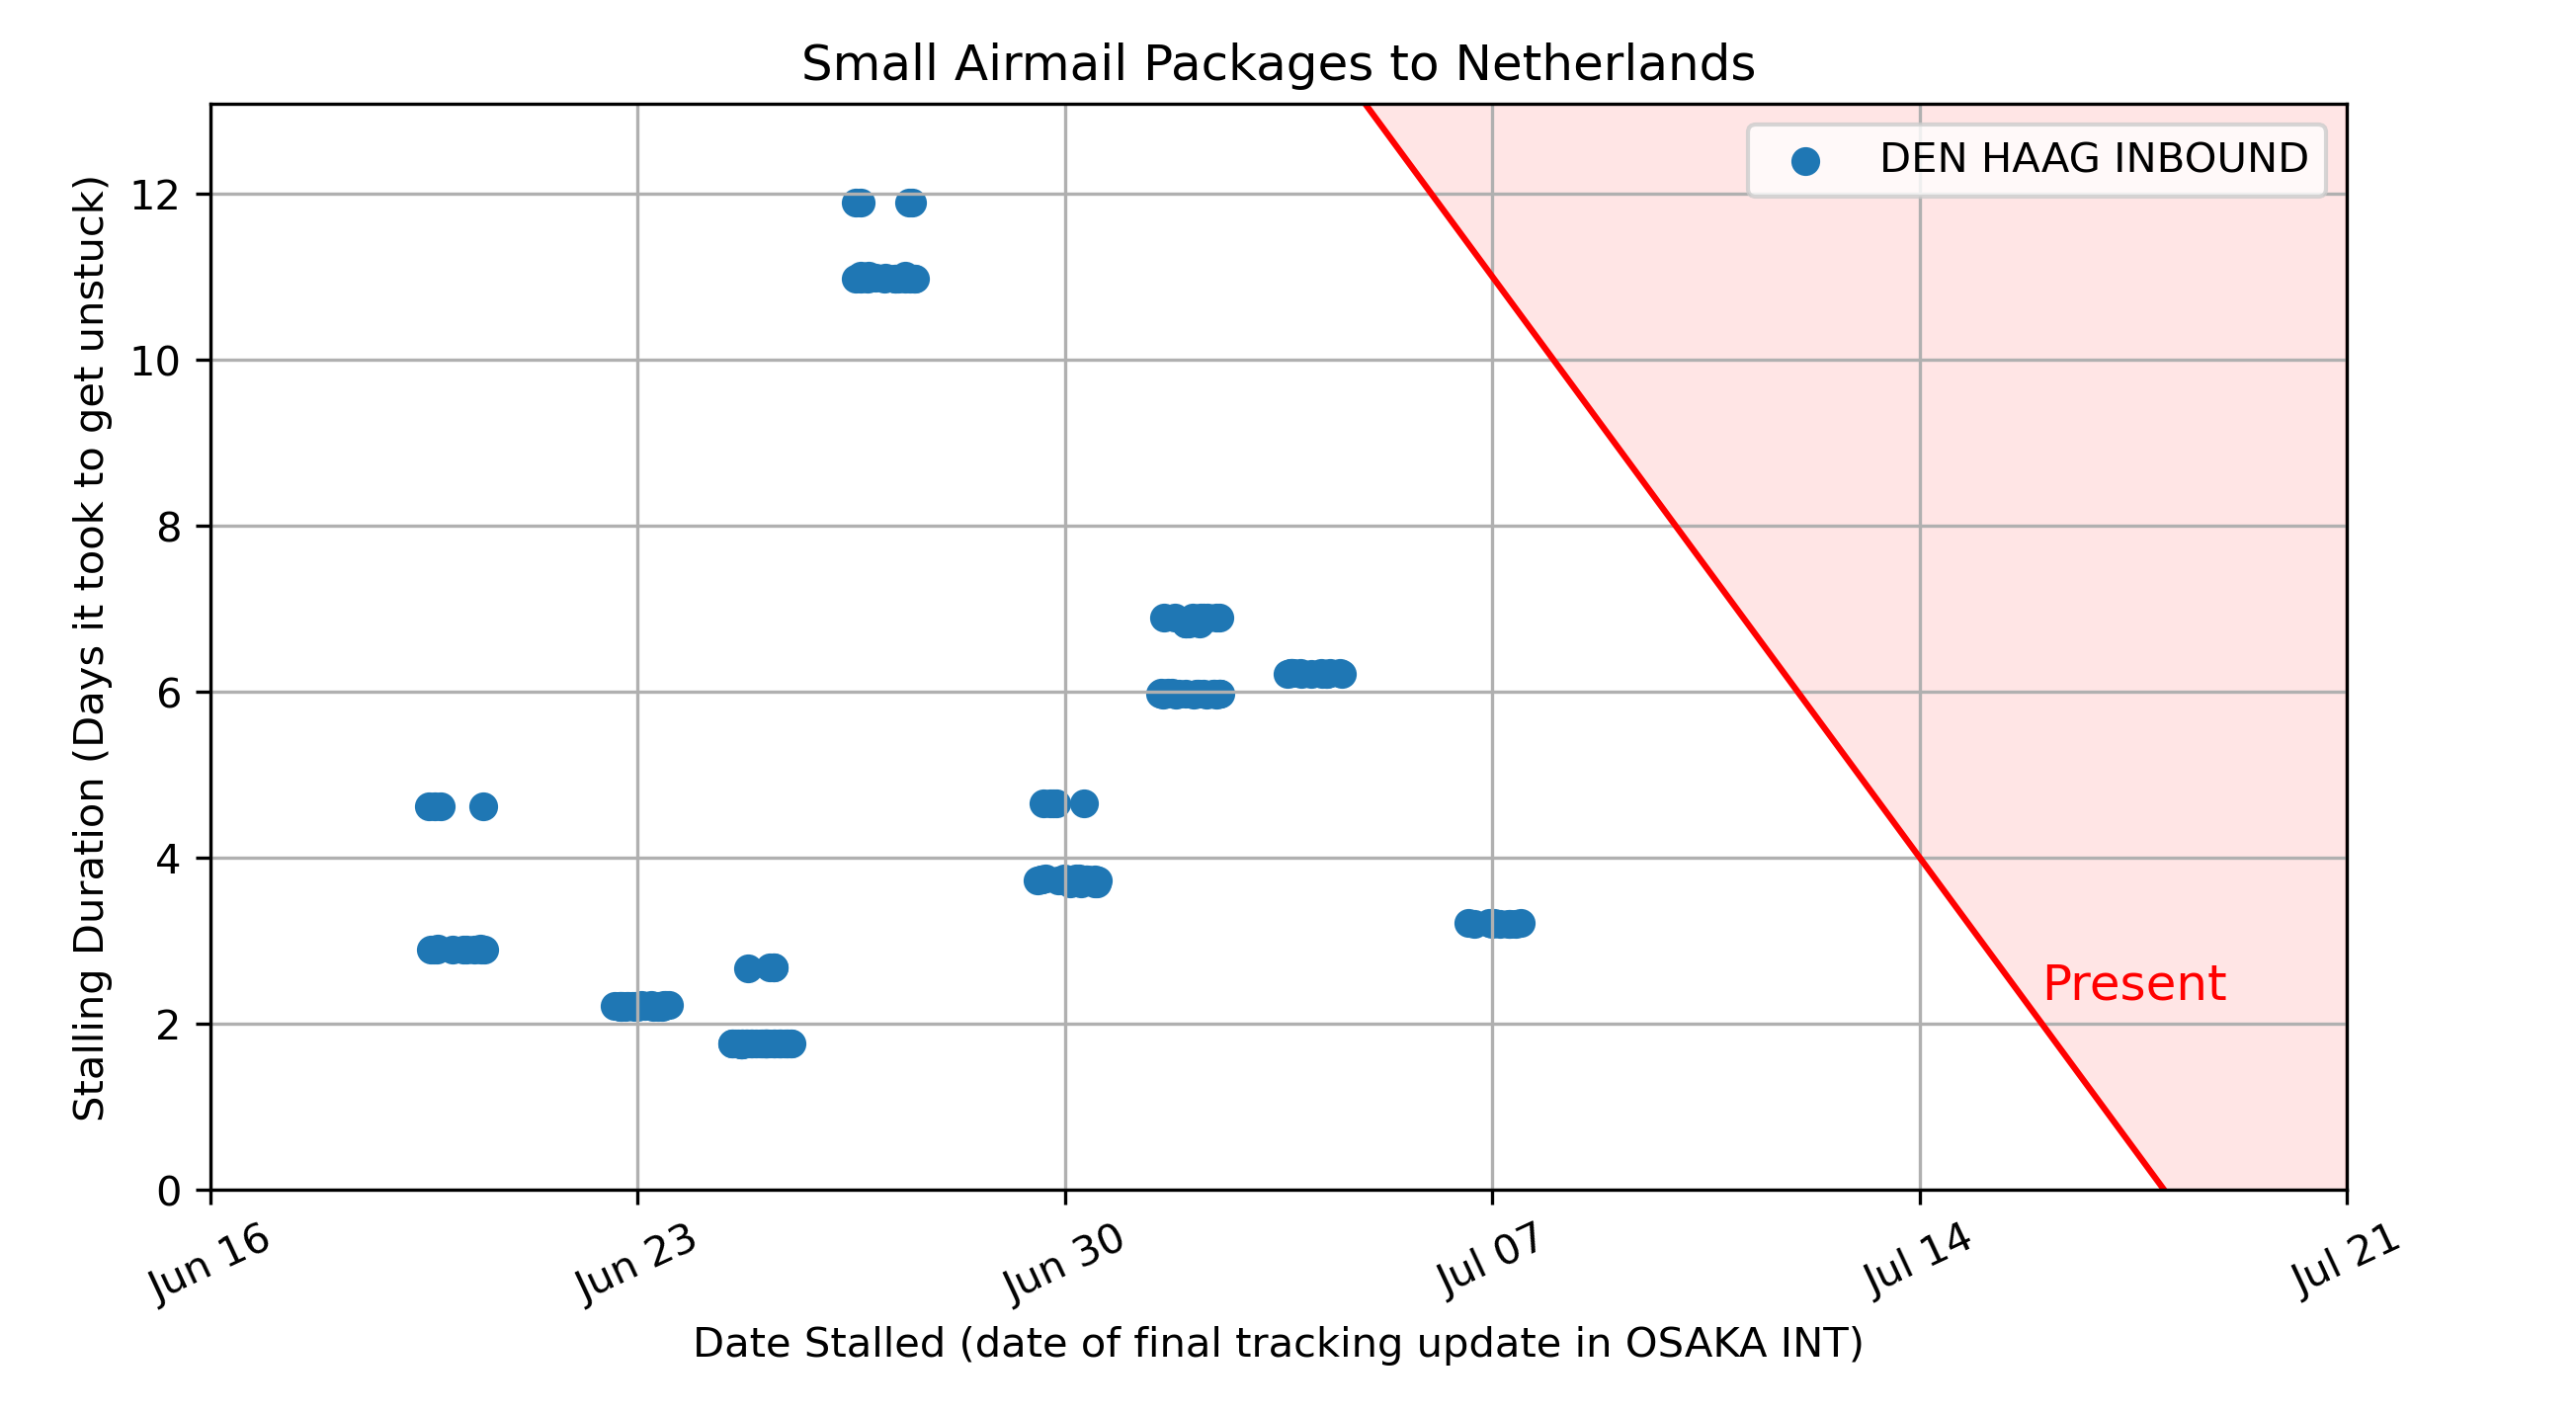 Small Airmail Packages to Netherlands
DEN HAAG INBOUND
Stalling Duration (Days it took to get unstuck)
12
10
8
6
4
2
0
Present
Jun 16
Jun 23
Jun 30
Jul 07
Jul 14
Jul 21
Date Stalled (date of final tracking update in OSAKA INT)